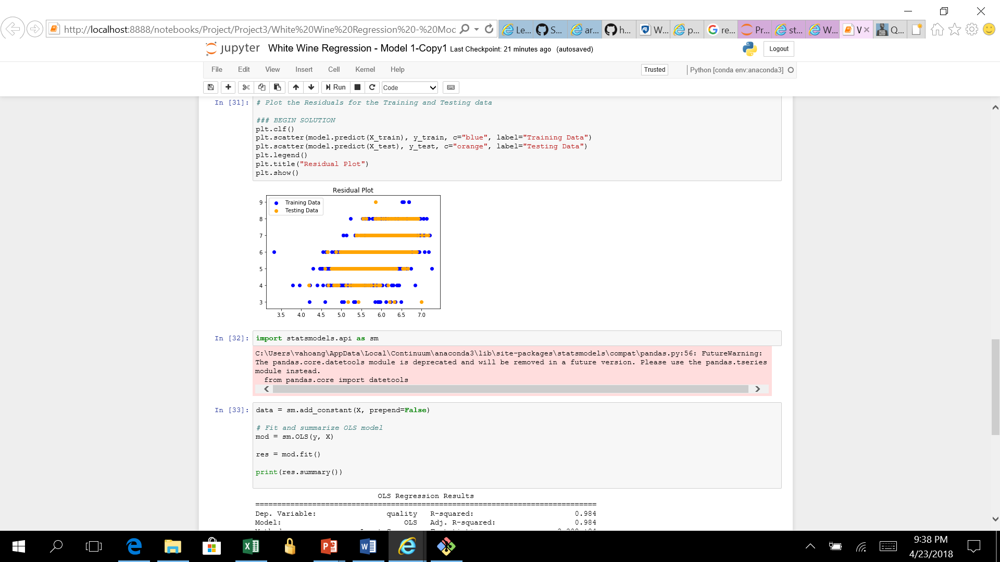 http://localhost:8888/notebooks/Project/Project3/White%20Wine%20Regression%20-%20Moc
Le...
S...
ar...
h...
W...
p...
re...
Pr...
st...
W...
Q...
jupyter White Wine Regression - Model 1-Copy1 Last Checkpoint: 21 minutes ago (autosaved)
Logout
File Edit View Insert Cell Kernel Help
Trusted
Python [conda env:anaconda3]
Run
Code
In [31]: # Plot the Residuals for the Training and Testing data
### BEGIN SOLUTION
plt.clf()
plt.scatter(model.predict(X_train), y_train, c="blue", label="Training Data")
plt.scatter(model.predict(X_test), y_test, c="orange", label="Testing Data")
plt.legend()
plt.title("Residual Plot")
plt.show()
Residual Plot
Training Data
Testing Data
9
8
7
6
5
4
3
3.5 4.0 4.5 5.0 5.5 6.0 6.5 7.0
In [32]: import statsmodels.api as sm
C:\Users\vahoang\AppData\Local\Continuum\anaconda3\lib\site-packages\statsmodels\compat\pandas.py:56: FutureWarning:
The pandas.core.datetools module is deprecated and will be removed in a future version. Please use the pandas.tseries
module instead.
from pandas.core import datetools
In [33]: data = sm.add_constant(X, prepend=False)
# Fit and summarize OLS model
mod = sm.OLS(y, X)
res = mod.fit()
print(res.summary())
OLS Regression Results
==============================================================================
Dep. Variable: quality R-squared: 0.984
Model: OLS Adj. R-squared: 0.984
9:38 PM
4/23/2018